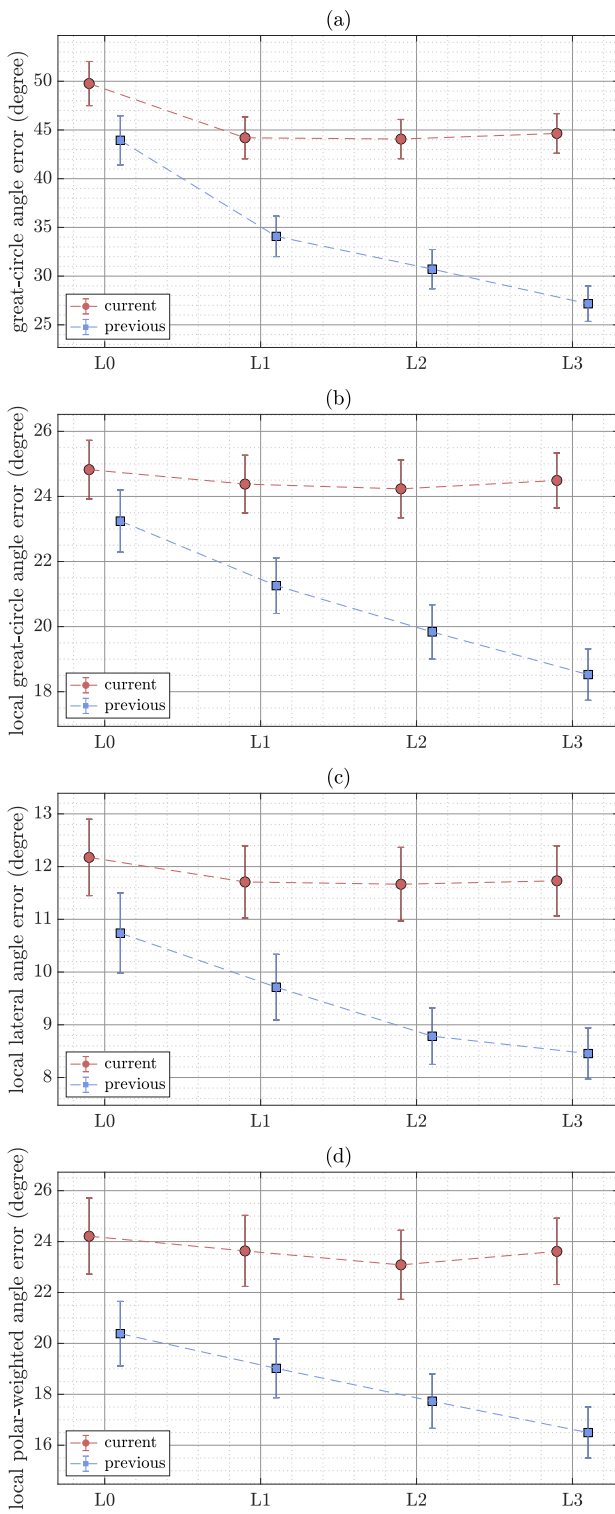 (a)
great-circle angle error (degree)
50
45
40
35
30
25
current
previous
L0 L1 L2 L3
(b)
local great-circle angle error (degree)
26
24
22
20
18
current
previous
L0 L1 L2 L3
(c)
local lateral angle error (degree)
13
12
11
10
9
8
current
previous
L0 L1 L2 L3
(d)
local polar-weighted angle error (degree)
26
24
22
20
18
16
current
previous
L0 L1 L2 L3